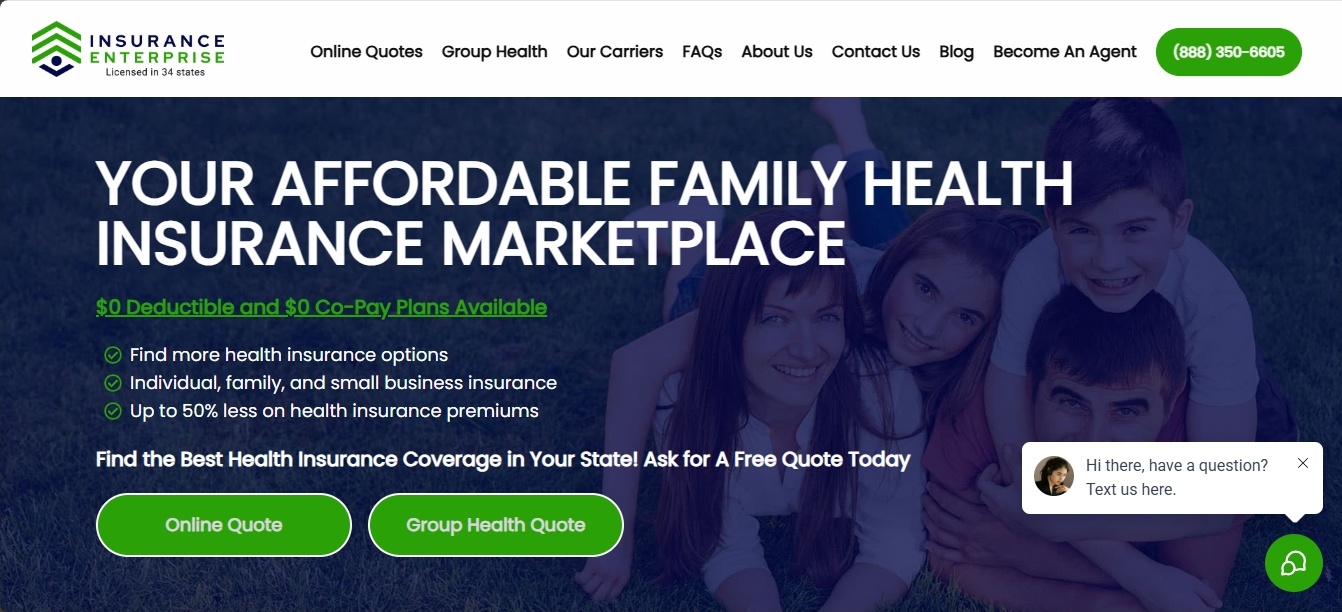 INSURANCE
ENTERPRISE
Licensed in 34 states
Online Quotes
Group Health
Our Carriers
FAQs
About Us
Contact Us
Blog
Become An Agent
(888) 350-6605
YOUR AFFORDABLE FAMILY HEALTH
INSURANCE MARKETPLACE
$0 Deductible and $0 Co-Pay Plans Available
Find more health insurance options
Individual, family, and small business insurance
Up to 50% less on health insurance premiums
Find the Best Health Insurance Coverage in Your State! Ask for A Free Quote Today
Online Quote
Group Health Quote
Hi there, have a question?
Text us here.